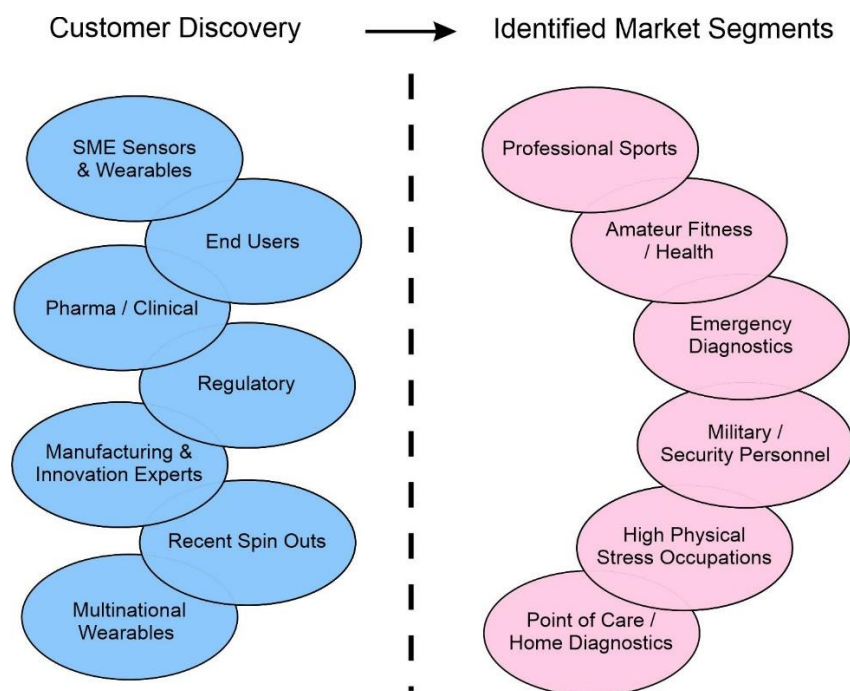 Customer Discovery
Identified Market Segments
SME Sensors
& Wearables
End Users
Pharma / Clinical
Regulatory
Manufacturing &
Innovation Experts
Recent Spin Outs
Multinational
Wearables
Professional Sports
Amateur Fitness
/ Health
Emergency
Diagnostics
Military /
Security Personnel
High Physical
Stress Occupations
Point of Care /
Home Diagnostics